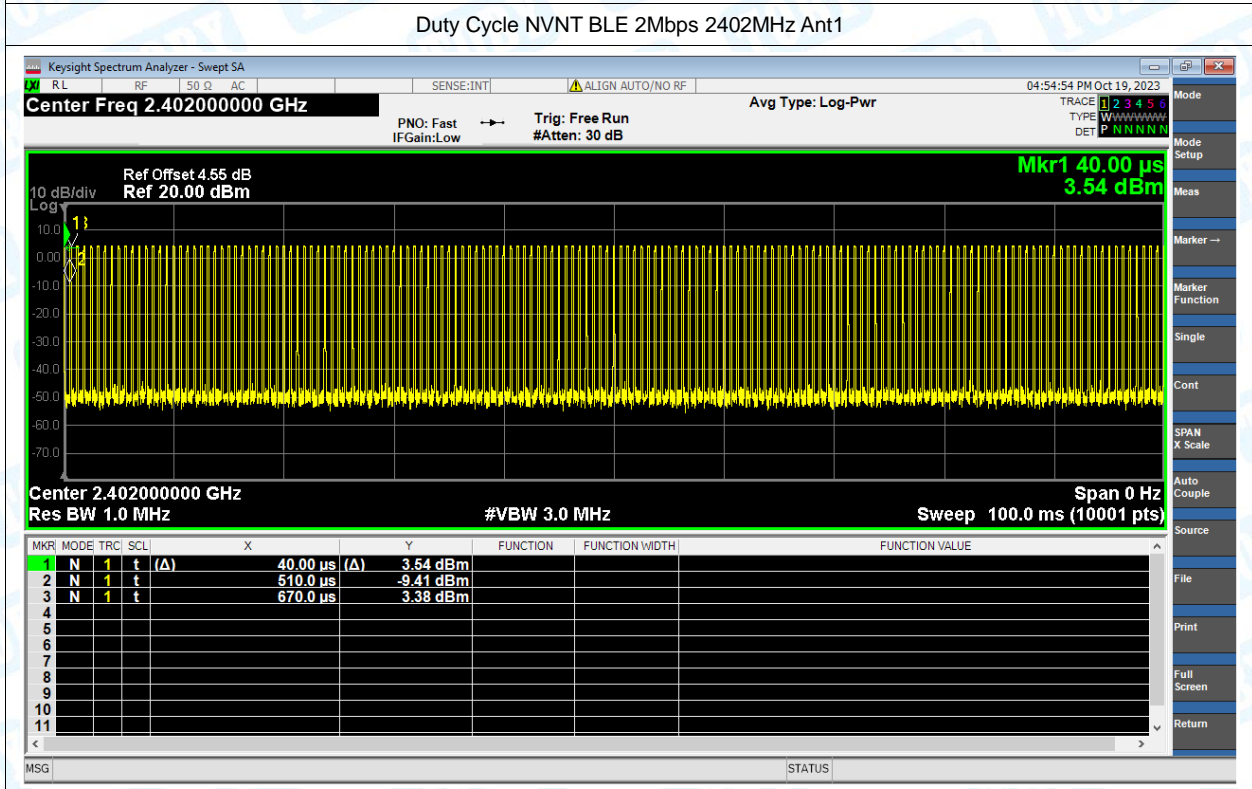 Duty Cycle NVNT BLE 2Mbps 2402MHz Ant1
Keysight Spectrum Analyzer - Swept SA
LXI RL RF 50 Ω AC SENSE:INT ALIGN AUTO/NO RF 04:54:54 PM Oct 19, 2023
Center Freq 2.402000000 GHz Avg Type: Log-Pwr TRACE 1 2 3 4 5 6
PNO: Fast Trig: Free Run TYPE W
IFGain:Low #Atten: 30 dB DET P N N N N N
Mkr1 40.00 µs
3.54 dBm
Ref Offset 4.55 dB
10 dB/div Ref 20.00 dBm
Log
10.0
0.00
-10.0
-20.0
-30.0
-40.0
-50.0
-60.0
-70.0
1 3
2
Center 2.402000000 GHz Span 0 Hz
Res BW 1.0 MHz #VBW 3.0 MHz Sweep 100.0 ms (10001 pts)
MKR MODE TRC SCL X Y FUNCTION FUNCTION WIDTH FUNCTION VALUE
1 N 1 t (Δ) 40.00 µs (Δ) 3.54 dBm
2 N 1 t 510.0 µs -9.41 dBm
3 N 1 t 670.0 µs 3.38 dBm
4
5
6
7
8
9
10
11
MSG STATUS
Mode
Mode Setup
Meas
Marker →
Marker Function
Single
Cont
SPAN X Scale
Auto Couple
Source
File
Print
Full Screen
Return